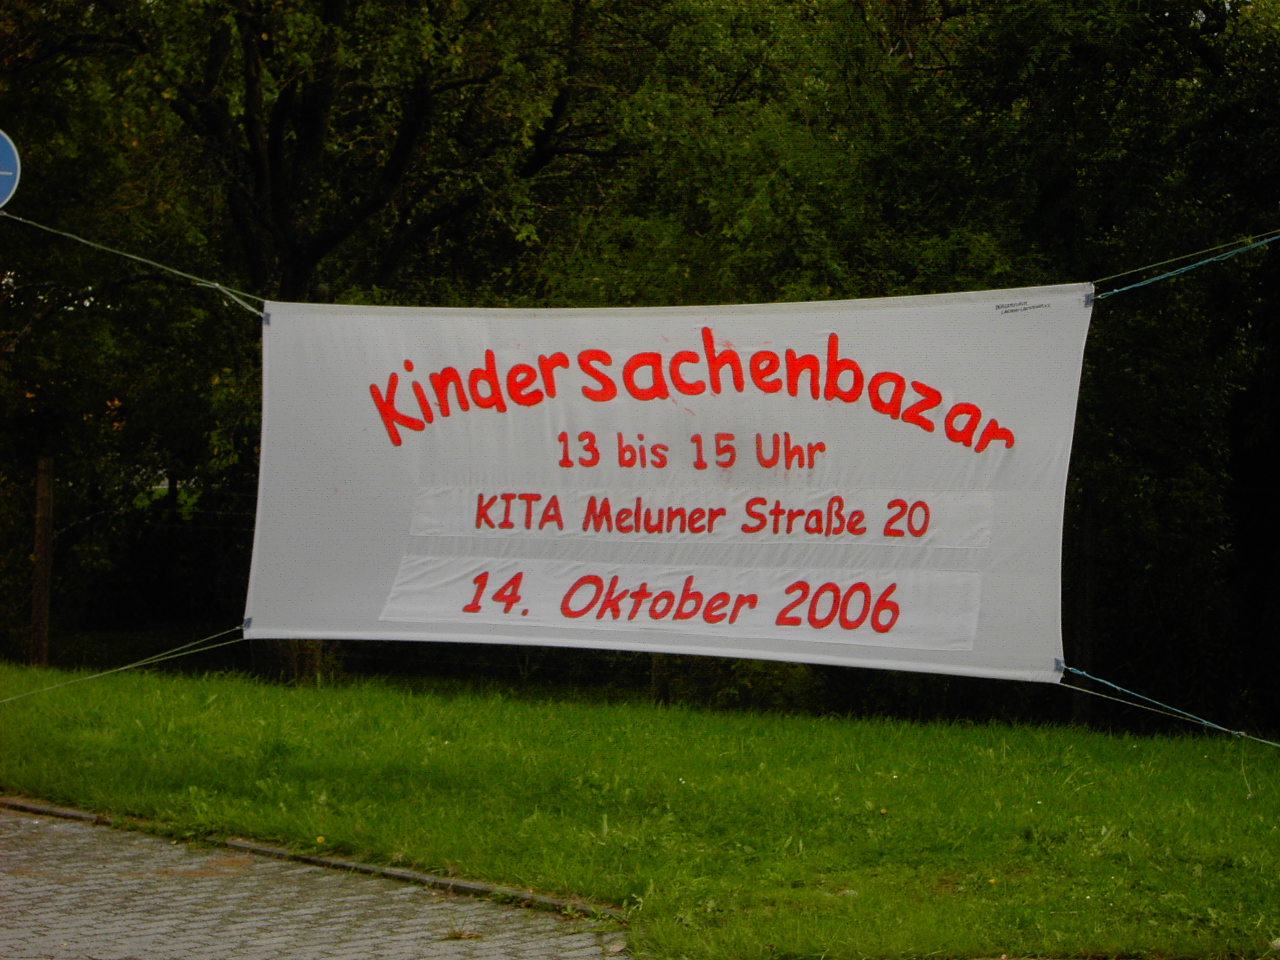 Kindersachenbazar
13 bis 15 Uhr
KITA Meluner Straße 20
14. Oktober 2006